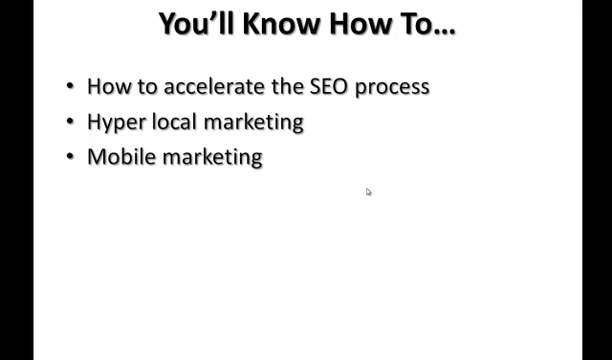 You'll Know How To…
• How to accelerate the SEO process
• Hyper local marketing
• Mobile marketing